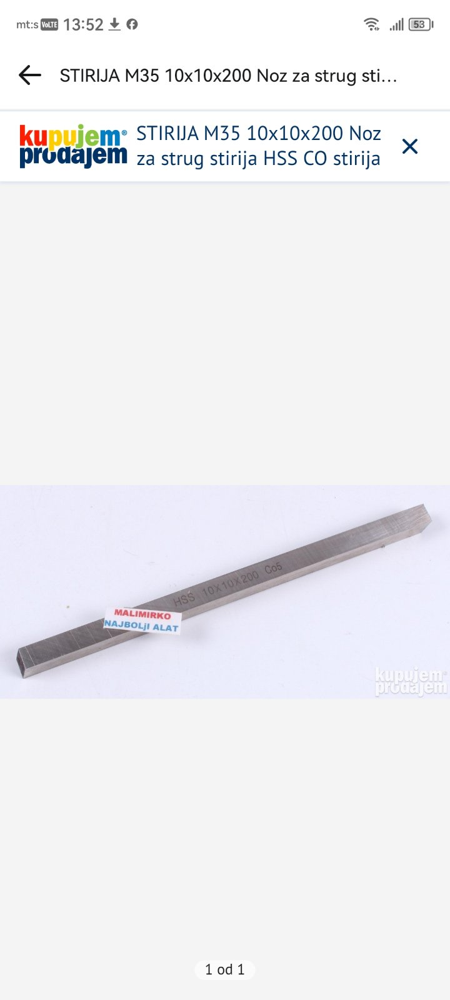 mt:s VoLTE 13:52 53
STIRIJA M35 10x10x200 Noz za strug sti...
kupujem®
prodajem
STIRIJA M35 10x10x200 Noz
za strug stirija HSS CO stirija
HSS 10X10X200 Co5
MALIMIRKO
NAJBOLjI ALAT
kupujem®
prodajem
1 od 1